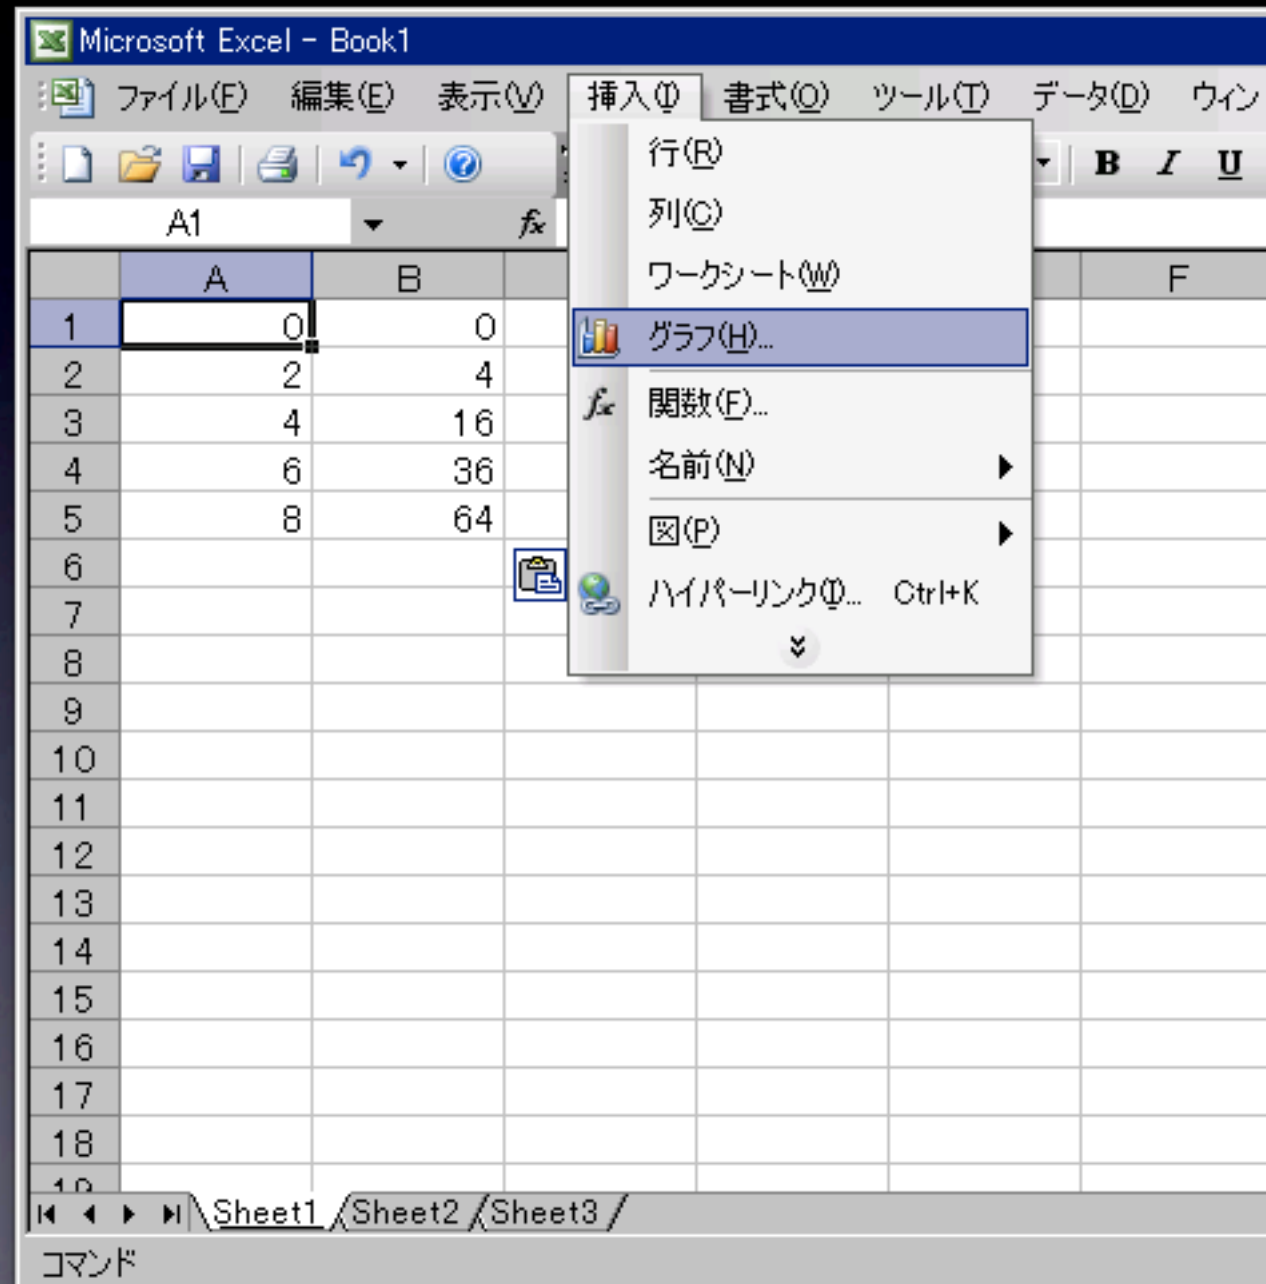 Microsoft Excel - Book1
ファイル(F) 編集(E) 表示(V) 挿入(I) 書式(O) ツール(T) データ(D) ウィン
B I U
A1 fx
行(R)
列(C)
ワークシート(W)
グラフ(H)...
fx 関数(F)...
名前(N)
図(P)
ハイパーリンク(I)... Ctrl+K
A B F
1 0 0
2 2 4
3 4 16
4 6 36
5 8 64
6
7
8
9
10
11
12
13
14
15
16
17
18
Sheet1 Sheet2 Sheet3
コマンド